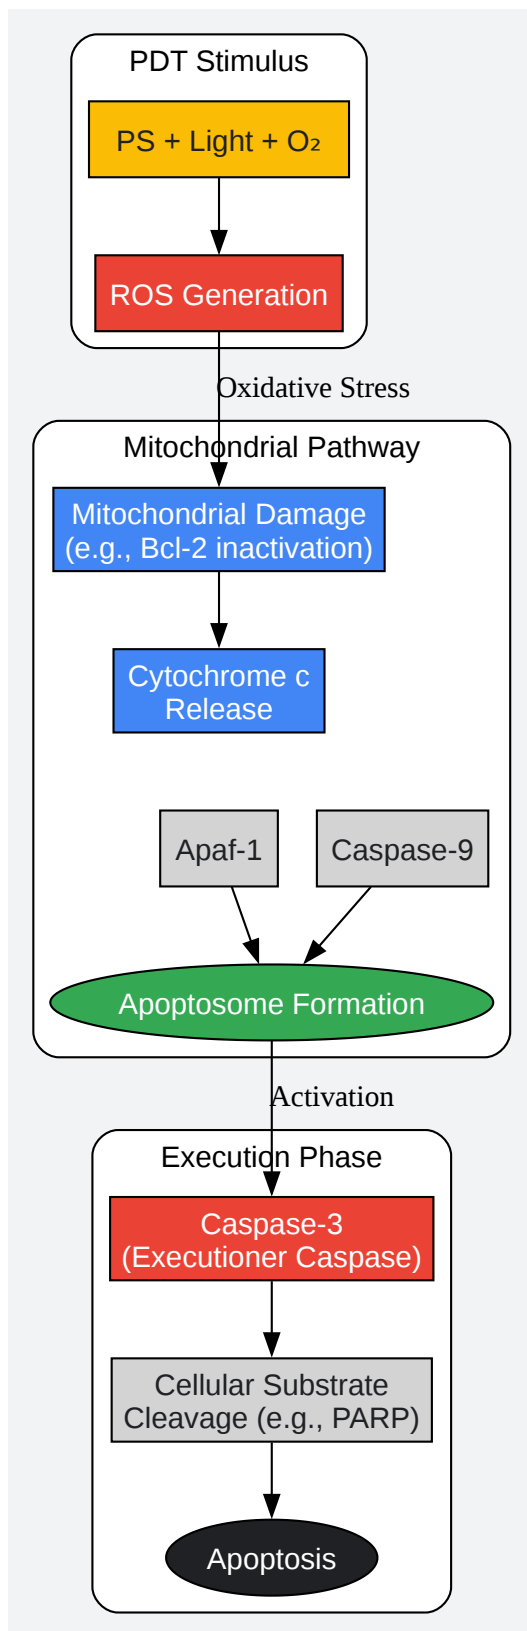 PDT Stimulus
PS + Light + O₂
ROS Generation
Oxidative Stress
Mitochondrial Pathway
Mitochondrial Damage
(e.g., Bcl-2 inactivation)
Cytochrome c
Release
Apaf-1
Caspase-9
Apoptosome Formation
Activation
Execution Phase
Caspase-3
(Executioner Caspase)
Cellular Substrate
Cleavage (e.g., PARP)
Apoptosis